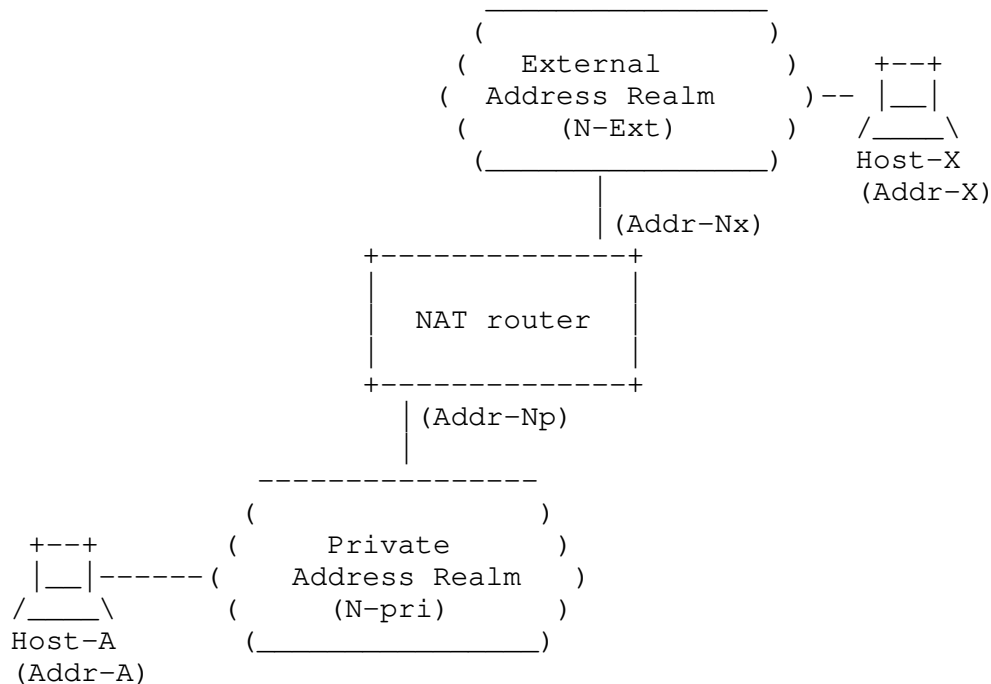 External
Address Realm
(N-Ext)
Host-X
(Addr-X)
(Addr-Nx)
NAT router
(Addr-Np)
Private
Address Realm
(N-pri)
Host-A
(Addr-A)